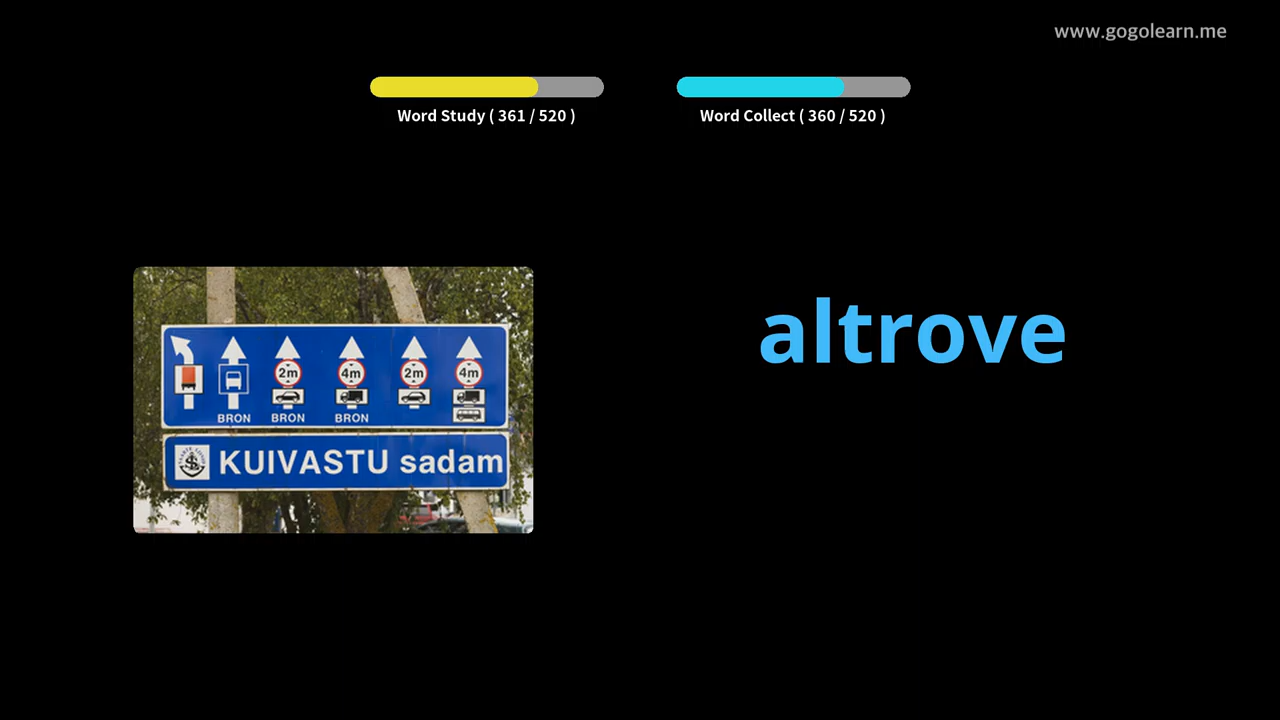 www.gogolearn.me
Word Study ( 361 / 520 )
Word Collect ( 360 / 520 )
altrove
2m 4m 2m 4m
BRON BRON BRON
KUIVASTU sadam